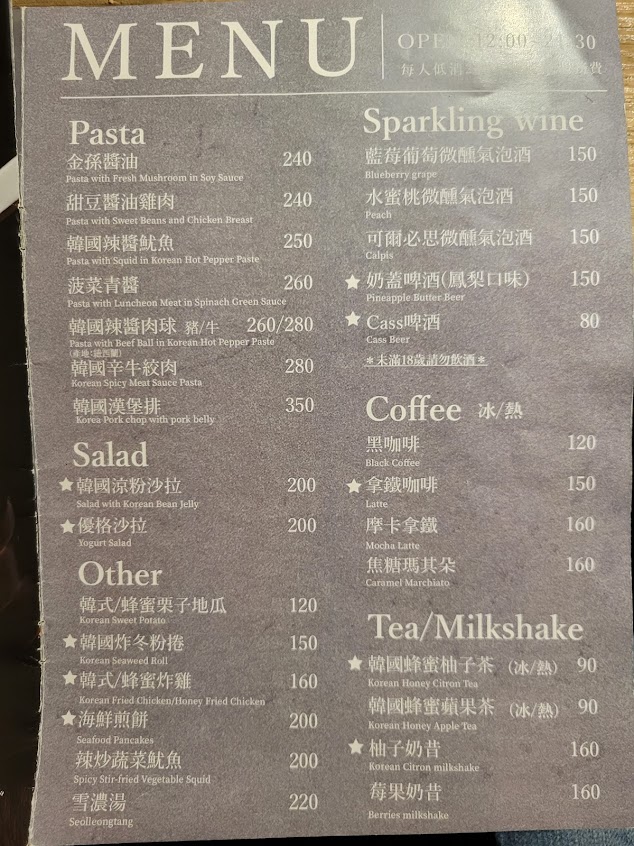 MENU
12:00
30
每人低消
費
Pasta
金孫醬油 240
Pasta with Fresh Mushroom in Soy Sauce
甜豆醬油雞肉 240
Pasta with Sweet Beans and Chicken Breast
韓國辣醬魷魚 250
Pasta with Squid in Korean Hot Pepper Paste
菠菜青醬 260
Pasta with Luncheon Meat in Spinach Green Sauce
韓國辣醬肉球 豬/牛 260/280
Pasta with Beef Ball in Korean Hot Pepper Paste
韓國辛牛絞肉 280
Korean Spicy Meat Sauce Pasta
韓國漢堡排 350
Korea Pork chop with pork belly
Salad
韓國涼粉沙拉 200
Salad with Korean Bean Jelly
優格沙拉 200
Yogurt Salad
Other
韓式/蜂蜜栗子地瓜 120
Korean Sweet Potato
韓國炸冬粉捲 150
Korean Seaweed Roll
韓式/蜂蜜炸雞 160
Korean Fried Chicken/Honey Fried Chicken
海鮮煎餅 200
Seafood Pancakes
辣炒蔬菜魷魚 200
Spicy Stir-fried Vegetable Squid
雪濃湯 220
Seolleongtang
Sparkling wine
藍莓葡萄微醺氣泡酒 150
Blueberry grape
水蜜桃微醺氣泡酒 150
Peach
可爾必思微醺氣泡酒 150
Calpis
奶蓋啤酒(鳳梨口味) 150
Pineapple Butter Beer
Cass啤酒 80
Cass Beer
*未滿18歲請勿飲酒*
Coffee 冰/熱
黑咖啡 120
Black Coffee
拿鐵咖啡 150
Latte
摩卡拿鐵 160
Mocha Latte
焦糖瑪其朵 160
Caramel Marchiato
Tea/Milkshake
韓國蜂蜜柚子茶 (冰/熱) 90
Korean Honey Citron Tea
韓國蜂蜜蘋果茶 (冰/熱) 90
Korean Honey Apple Tea
柚子奶昔 160
Korean Citron milkshake
莓果奶昔 160
Berries milkshake